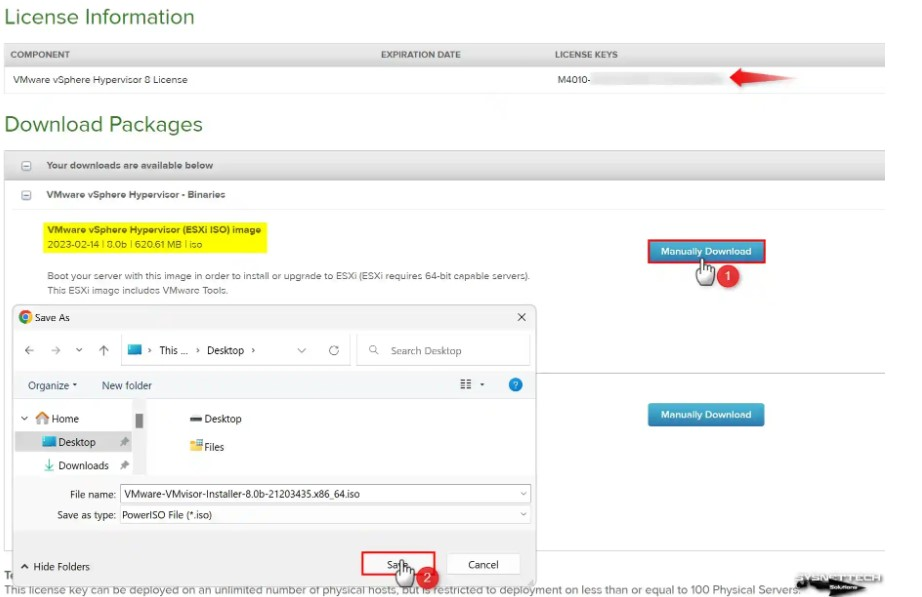 License Information
COMPONENT EXPIRATION DATE LICENSE KEYS
VMware vSphere Hypervisor 8 License M4010-
Download Packages
Your downloads are available below
VMware vSphere Hypervisor - Binaries
VMware vSphere Hypervisor (ESXi ISO) image
2023-02-14 | 8.0b | 620.61 MB | iso
Manually Download
1
Boot your server with this image in order to install or upgrade to ESXi (ESXi requires 64-bit capable servers).
This ESXi image includes VMware Tools.
Save As
This ... Desktop
Search Desktop
Organize New folder
?
Home
Desktop
Downloads
Desktop
Files
Manually Download
File name: VMware-VMvisor-Installer-8.0b-21203435.x86_64.iso
Save as type: PowerISO File (*.iso)
Hide Folders
Cancel
2
SYSNETTECH
Solutions
This license key can be deployed on an unlimited number of physical hosts, but is restricted to deployment on less than or equal to 100 Physical Servers.